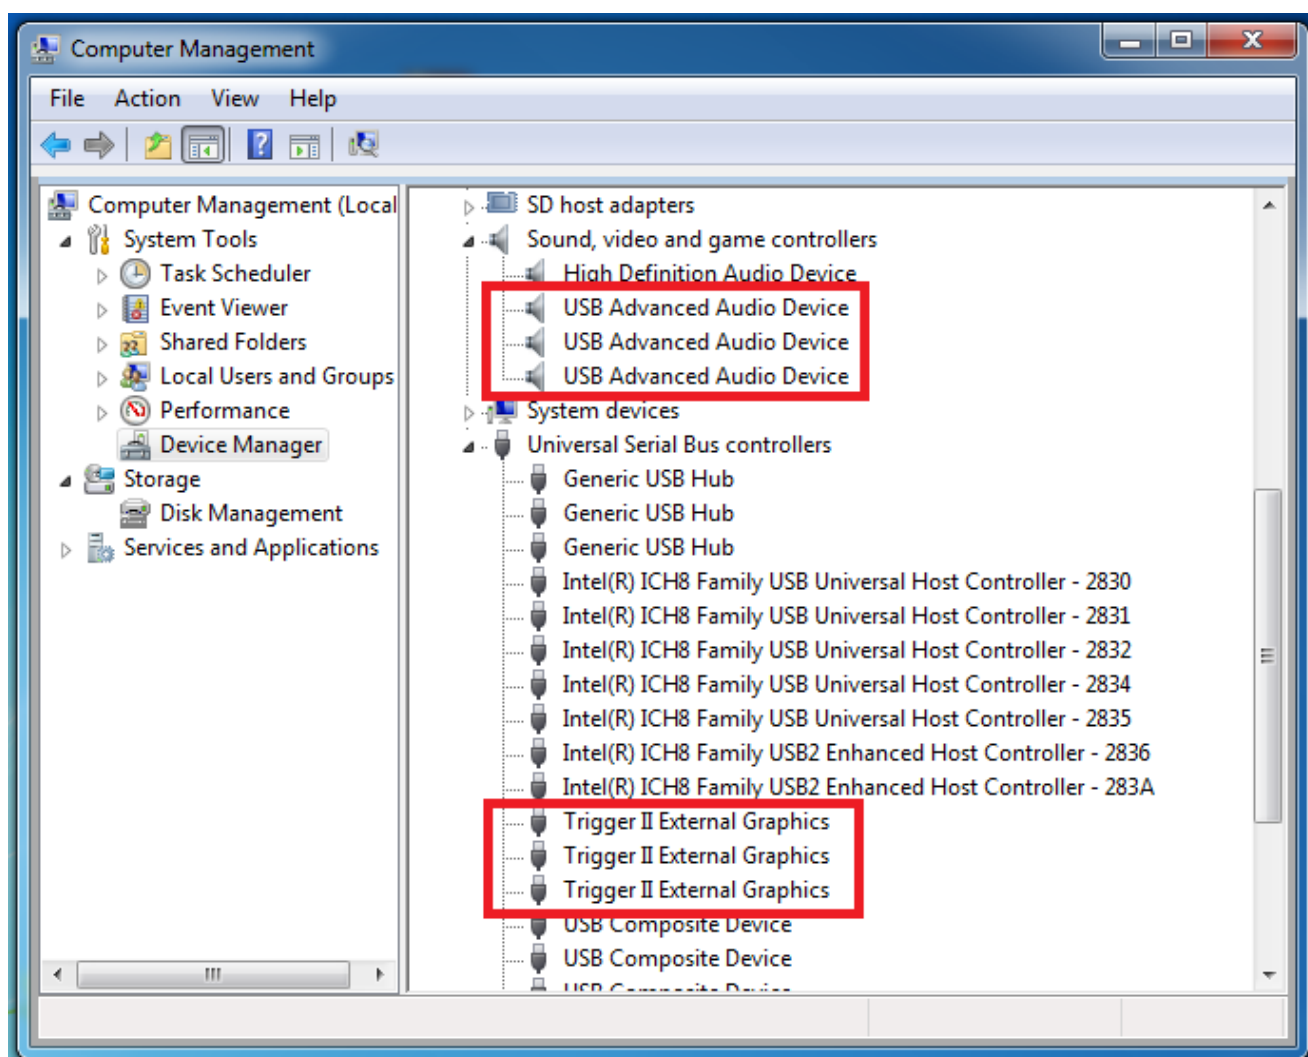 Computer Management
File Action View Help
Computer Management (Local
System Tools
Task Scheduler
Event Viewer
Shared Folders
Local Users and Groups
Performance
Device Manager
Storage
Disk Management
Services and Applications
SD host adapters
Sound, video and game controllers
High Definition Audio Device
USB Advanced Audio Device
USB Advanced Audio Device
USB Advanced Audio Device
System devices
Universal Serial Bus controllers
Generic USB Hub
Generic USB Hub
Generic USB Hub
Intel(R) ICH8 Family USB Universal Host Controller - 2830
Intel(R) ICH8 Family USB Universal Host Controller - 2831
Intel(R) ICH8 Family USB Universal Host Controller - 2832
Intel(R) ICH8 Family USB Universal Host Controller - 2834
Intel(R) ICH8 Family USB Universal Host Controller - 2835
Intel(R) ICH8 Family USB2 Enhanced Host Controller - 2836
Intel(R) ICH8 Family USB2 Enhanced Host Controller - 283A
Trigger II External Graphics
Trigger II External Graphics
Trigger II External Graphics
USB Composite Device
USB Composite Device
USB Composite Device